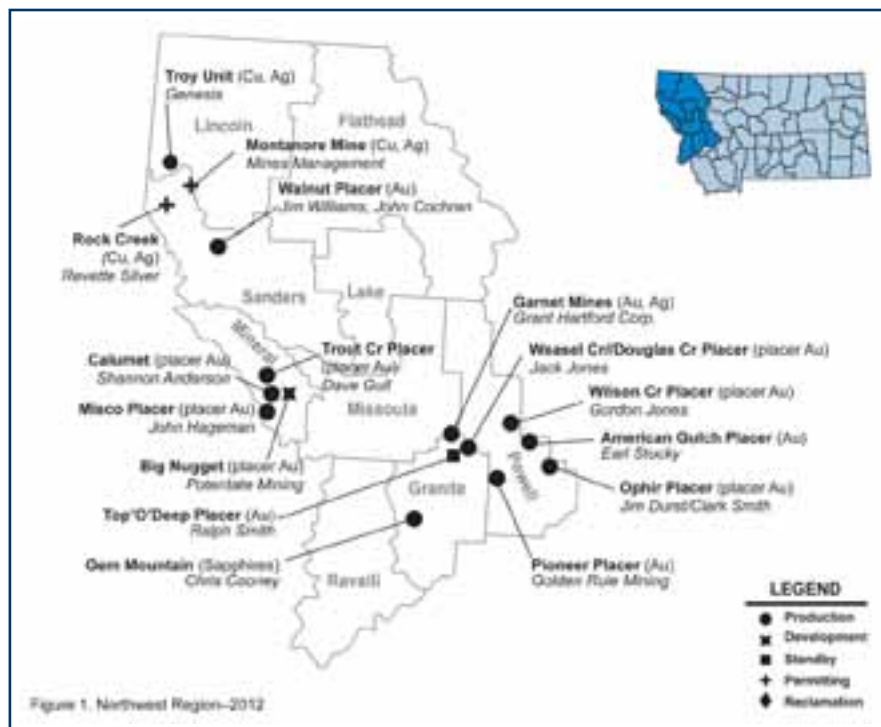 Troy Unit (Cu, Ag)
Genesis
Lincoln
Flathead
Montanore Mine (Cu, Ag)
Mines Management
Walnut Placer (Au)
Jim Williams, John Cochran
Rock Creek
(Cu, Ag)
Revette Silver
Sanders
Lake
Mineral
Garnet Mines (Au, Ag)
Grant Hartford Corp.
Trout Cr Placer
(placer Au)
Dave Gull
Weasel Cr/Douglas Cr Placer (placer Au)
Jack Jones
Calumet (placer Au)
Shannon Anderson
Missoula
Wilson Cr Placer (placer Au)
Gordon Jones
Misco Placer (placer Au)
John Hageman
American Gulch Placer (Au)
Earl Stucky
Big Nugget (placer Au)
Potentate Mining
Powell
Ophir Placer (placer Au)
Jim Durst/Clark Smith
Granite
Top'O'Deep Placer (Au)
Ralph Smith
Gem Mountain (Sapphires)
Chris Cooney
Ravalli
Pioneer Placer (Au)
Golden Rule Mining
LEGEND
Production
Development
Standby
Permitting
Reclamation
Figure 1. Northwest Region–2012